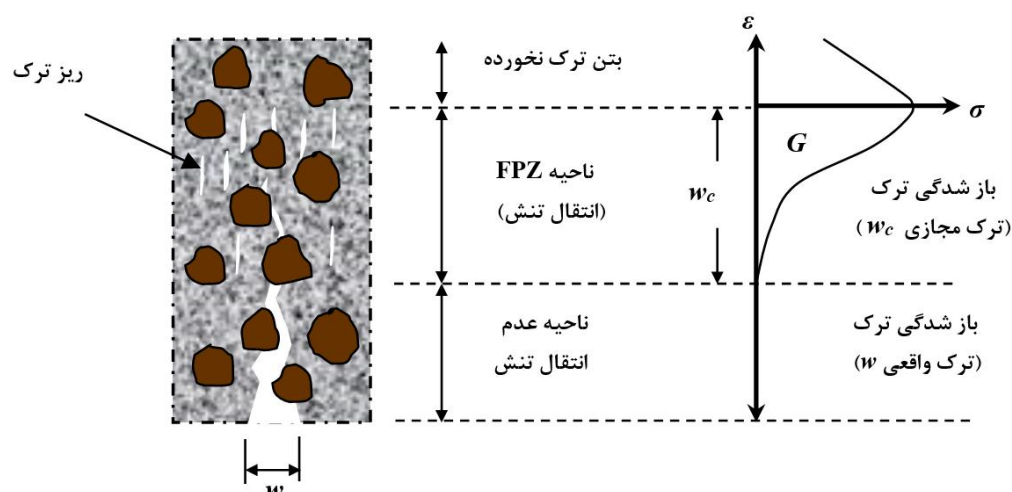 ریز ترک
بتن ترک نخورده
ناحیه FPZ
(انتقال تنش)
ناحیه عدم
انتقال تنش
w
ε
σ
G
wc
باز شدگی ترک
(ترک مجازی wc)
باز شدگی ترک
(ترک واقعی w)